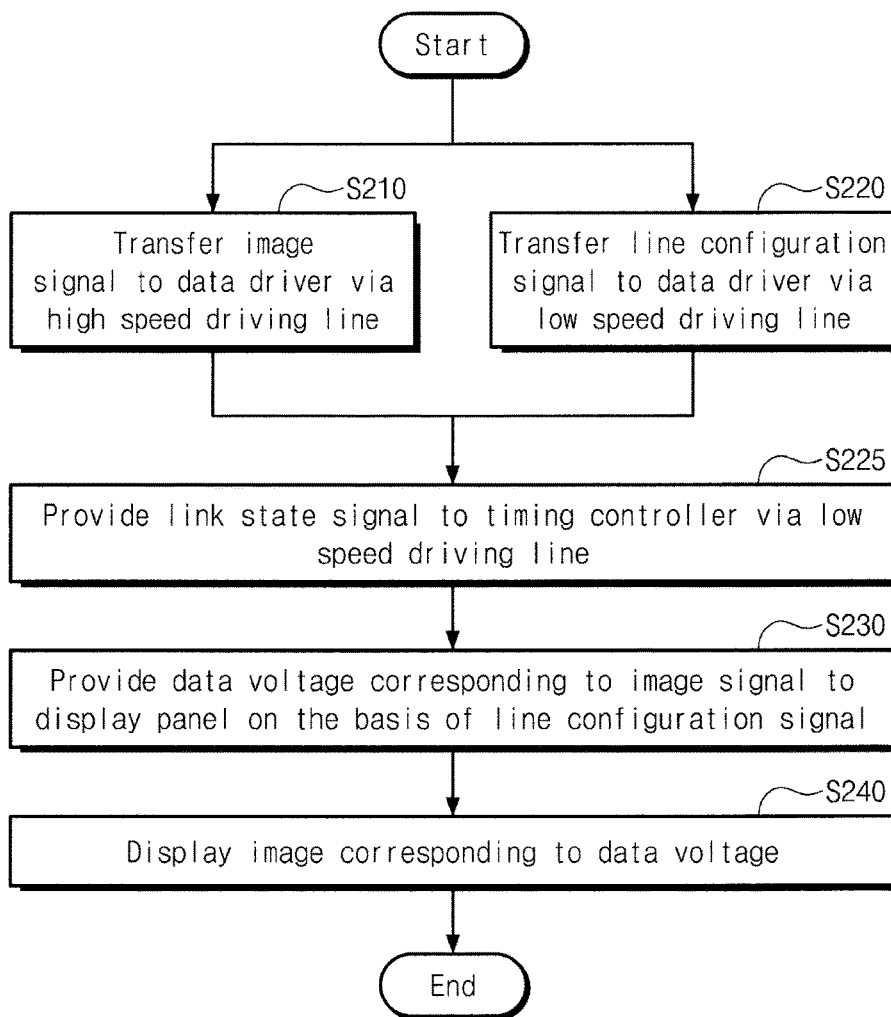 Start
S210
Transfer image
signal to data driver via
high speed driving line
S220
Transfer line configuration
signal to data driver via
low speed driving line
S225
Provide link state signal to timing controller via low
speed driving line
S230
Provide data voltage corresponding to image signal to
display panel on the basis of line configuration signal
S240
Display image corresponding to data voltage
End